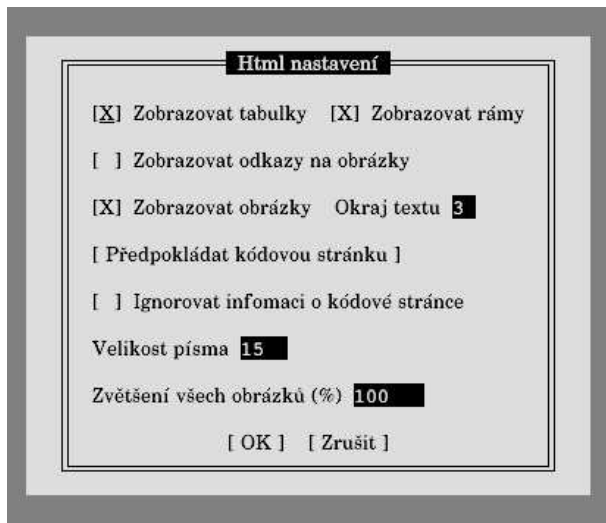 Html nastavení
[X] Zobrazovat tabulky [X] Zobrazovat rámy
[ ] Zobrazovat odkazy na obrázky
[X] Zobrazovat obrázky Okraj textu 3
[ Předpokládat kódovou stránku ]
[ ] Ignorovat infomaci o kódové stránce
Velikost písma 15
Zvětšení všech obrázků (%) 100
[ OK ] [ Zrušit ]